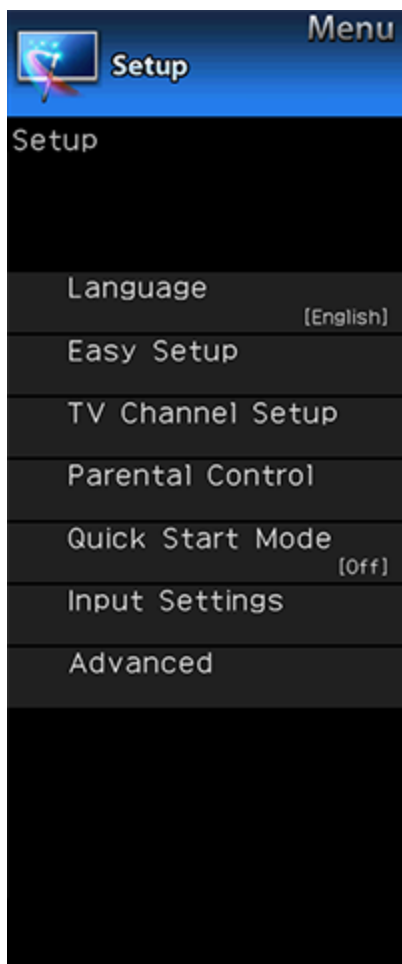 Menu
Setup
Setup
Language
[English]
Easy Setup
TV Channel Setup
Parental Control
Quick Start Mode
[Off]
Input Settings
Advanced